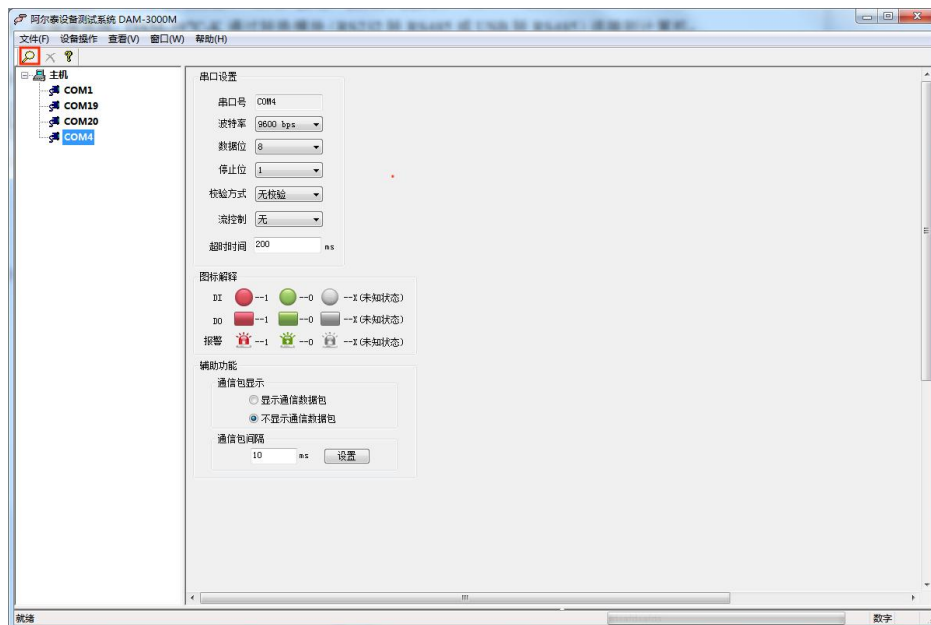 阿尔泰设备测试系统 DAM-3000M
文件(F) 设备操作 查看(V) 窗口(W) 帮助(H)
主机
COM1
COM19
COM20
COM4
串口设置
串口号 COM4
波特率 9600 bps
数据位 8
停止位 1
校验方式 无校验
流控制 无
超时时间 200 ms
图标解释
DI --1 --0 --X(未知状态)
DO --1 --0 --X(未知状态)
报警 --1 --0 --X(未知状态)
辅助功能
通信包显示
显示通信数据包
不显示通信数据包
通信包间隔
10 ms 设置
就绪 数字